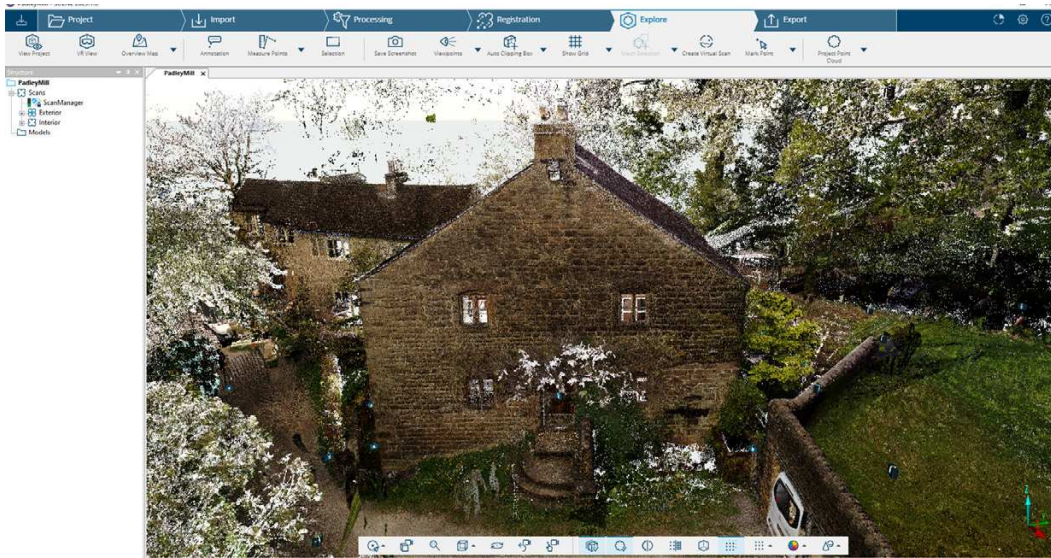 Project
Import
Processing
Registration
Explore
Export
View Project
VR View
Overview Map
Annotation
Measure Points
Selection
Save Screenshot
Viewpoints
Auto Clipping Box
Show Grid
Create Virtual Scan
Mark Point
Project Point
Cloud
Structure
PadleyMill
PadleyMill
Scans
ScanManager
Exterior
Interior
Models